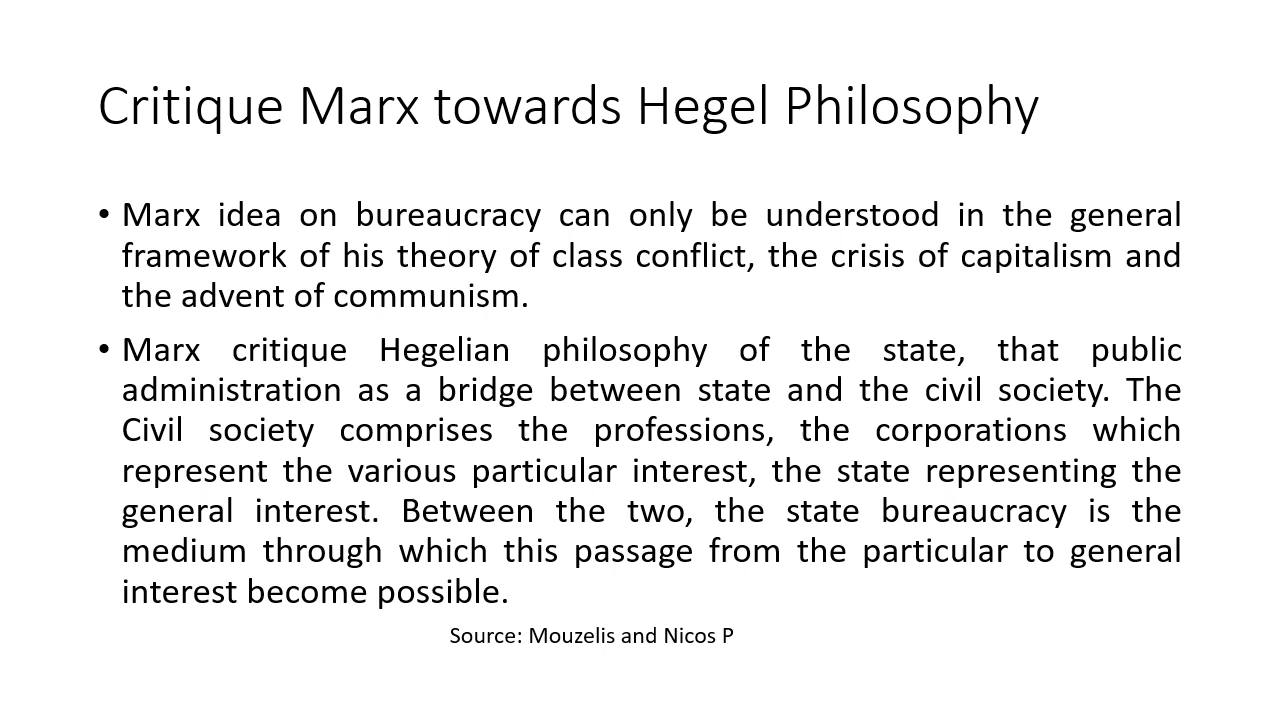 Critique Marx towards Hegel Philosophy
• Marx idea on bureaucracy can only be understood in the general
framework of his theory of class conflict, the crisis of capitalism and
the advent of communism.
• Marx critique Hegelian philosophy of the state, that public
administration as a bridge between state and the civil society. The
Civil society comprises the professions, the corporations which
represent the various particular interest, the state representing the
general interest. Between the two, the state bureaucracy is the
medium through which this passage from the particular to general
interest become possible.
Source: Mouzelis and Nicos P